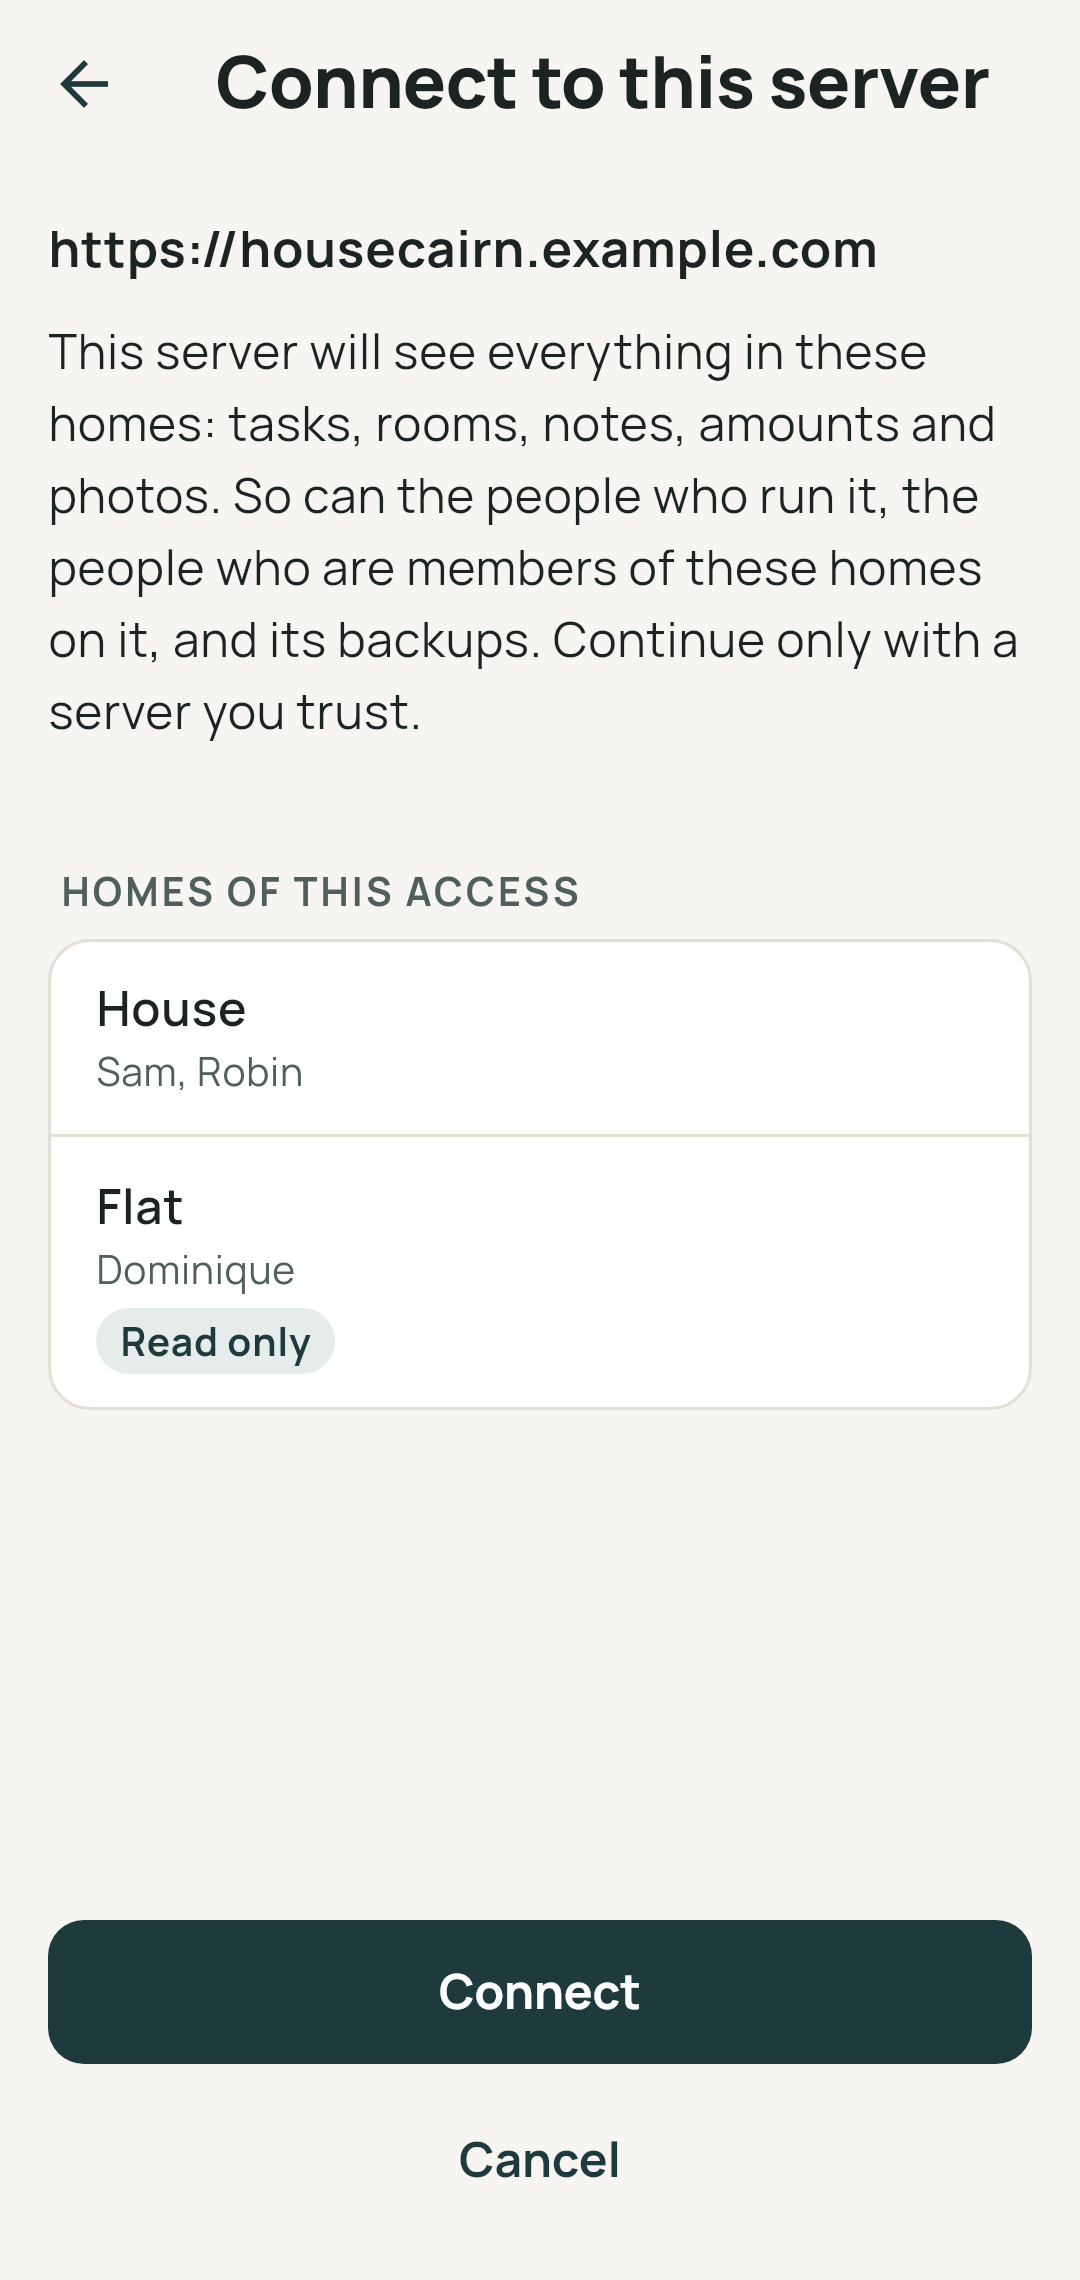 Connect to this server
https://housecairn.example.com
This server will see everything in these
homes: tasks, rooms, notes, amounts and
photos. So can the people who run it, the
people who are members of these homes
on it, and its backups. Continue only with a
server you trust.
HOMES OF THIS ACCESS
House
Sam, Robin
Flat
Dominique
Read only
Connect
Cancel